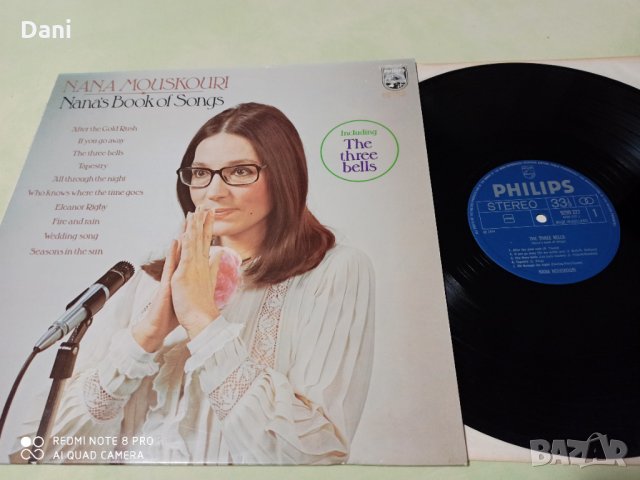 Dani
NANA MOUSKOURI
Nana's Book of Songs
After the Gold Rush
If you go away
The three bells
Tapestry
All through the night
Who knows where the time goes
Eleanor Rigby
Fire and rain
Wedding song
Seasons in the sun
Including
The
three
bells
PHILIPS
STEREO 33⅓
1
THE THREE BELLS
NANA MOUSKOURI
REDMI NOTE 8 PRO
AI QUAD CAMERA
BAZAR